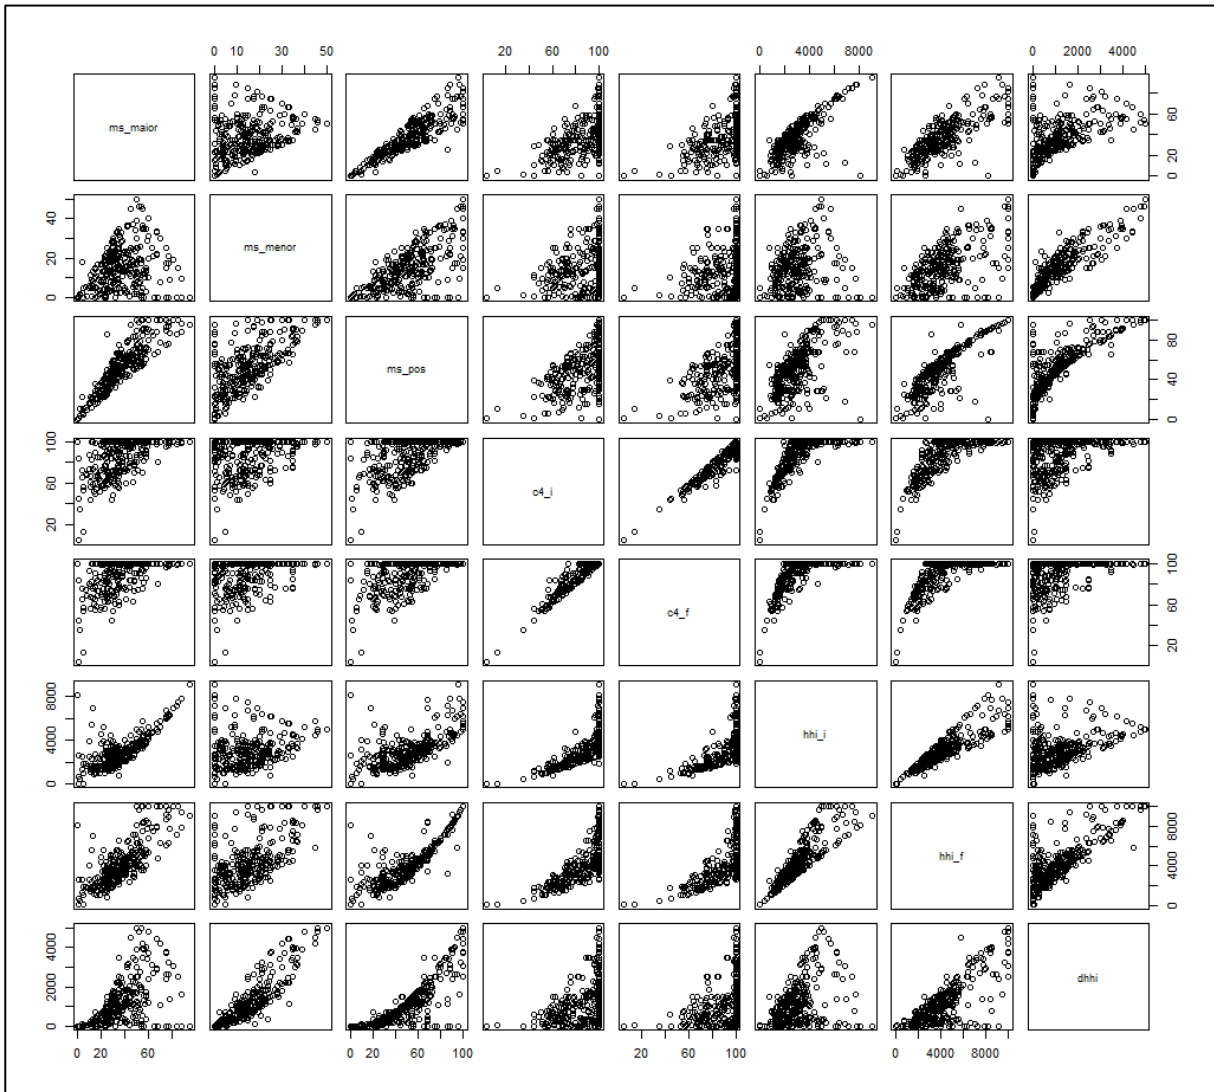 0 10 30 50 20 100 0 4000 8000 0 2000 4000
ms_maior 0 20 60
0 20 40 ms_menor
ms_pos 0 40 80
20 60 100 c4_i
c4_f 20 60 100
0 4000 8000 hhi_i
hhi_f 0 4000 8000
0 2000 4000 dhhi
0 20 60 0 20 60 100 20 60 100 0 4000 8000